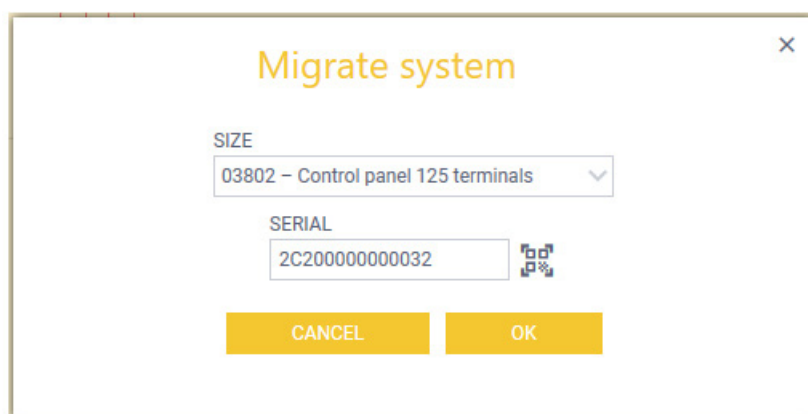 Migrate system
SIZE
03802 – Control panel 125 terminals
SERIAL
2C200000000032
CANCEL
OK